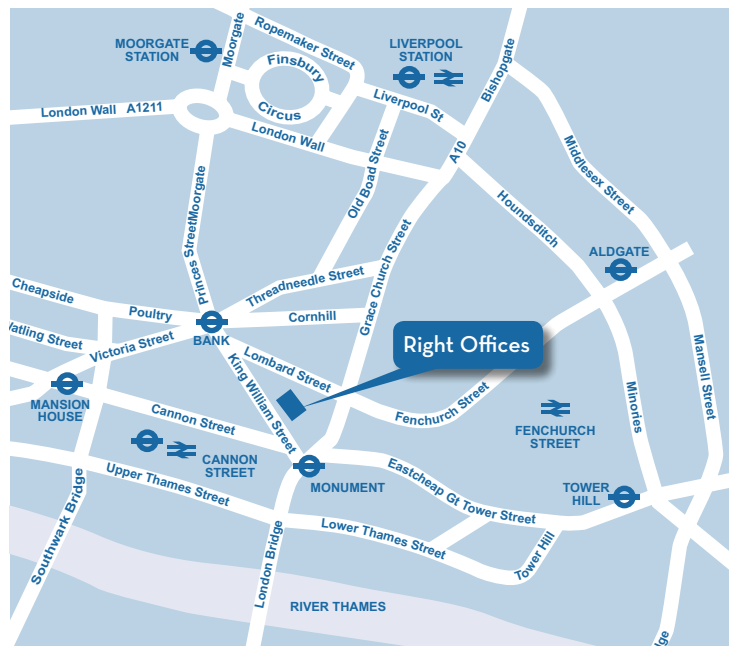 Ropemaker Street
Moorgate
MOORGATE
STATION
LIVERPOOL
STATION
Finsbury
Circus
Bishopgate
Liverpool St
London Wall A1211
London Wall
A10
Middlesex Street
Old Boad Street
Houndsditch
Princes StreetMoorgate
ALDGATE
Grace Church Street
Threadneedle Street
Cheapside
Poultry
Cornhill
Watling Street
Victoria Street
BANK
Right Offices
Lombard Street
King William Street
Mansell Street
Minories
MANSION
HOUSE
Cannon Street
Fenchurch Street
FENCHURCH
STREET
CANNON
STREET
MONUMENT
Eastcheap Gt Tower Street
TOWER
HILL
Upper Thames Street
Lower Thames Street
Tower Hill
Southwark Bridge
London Bridge
RIVER THAMES